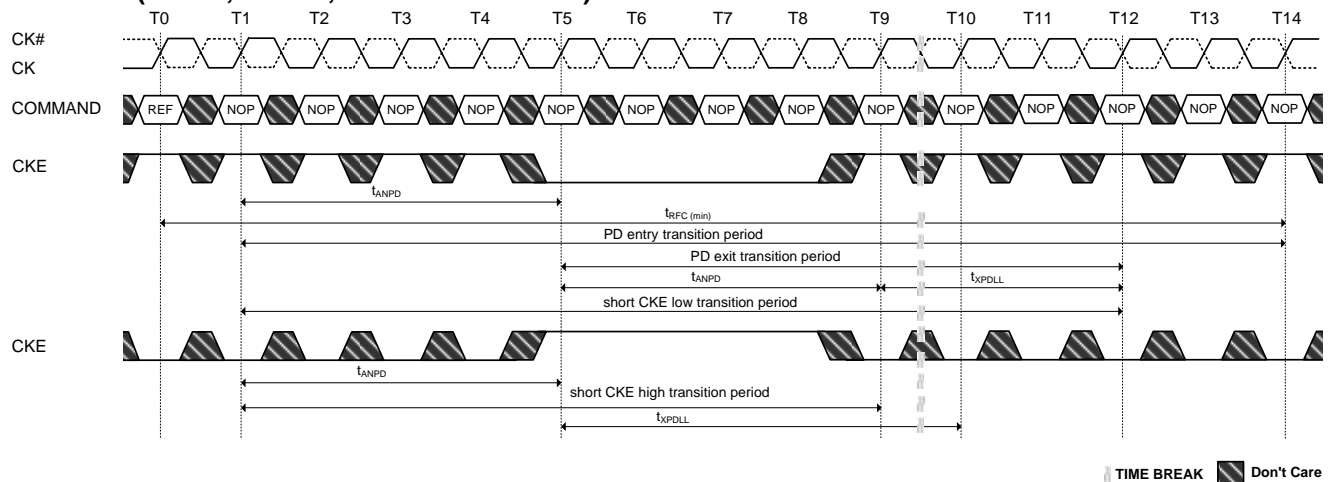 T0 T1 T2 T3 T4 T5 T6 T7 T8 T9 T10 T11 T12 T13 T14
CK#
CK
COMMAND REF NOP NOP NOP NOP NOP NOP NOP NOP NOP NOP NOP NOP NOP NOP
CKE
tANPD
tRFC (min)
PD entry transition period
PD exit transition period
tANPD tXPDLL
short CKE low transition period
CKE
tANPD
short CKE high transition period
tXPDLL
TIME BREAK Don't Care